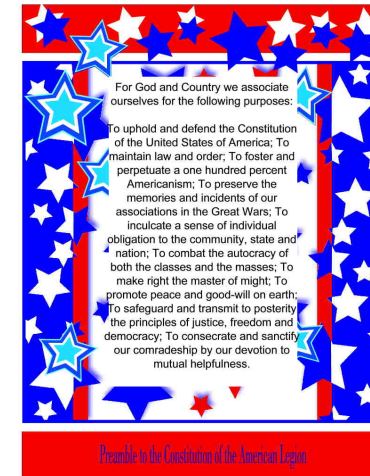 For God and Country we associate
ourselves for the following purposes:
To uphold and defend the Constitution
of the United States of America; To
maintain law and order; To foster and
perpetuate a one hundred percent
Americanism; To preserve the
memories and incidents of our
associations in the Great Wars; To
inculcate a sense of individual
obligation to the community, state and
nation; To combat the autocracy of
both the classes and the masses; To
make right the master of might; To
promote peace and good-will on earth;
To safeguard and transmit to posterity
the principles of justice, freedom and
democracy; To consecrate and sanctify
our comradeship by our devotion to
mutual helpfulness.
Preamble to the Constitution of the American Legion